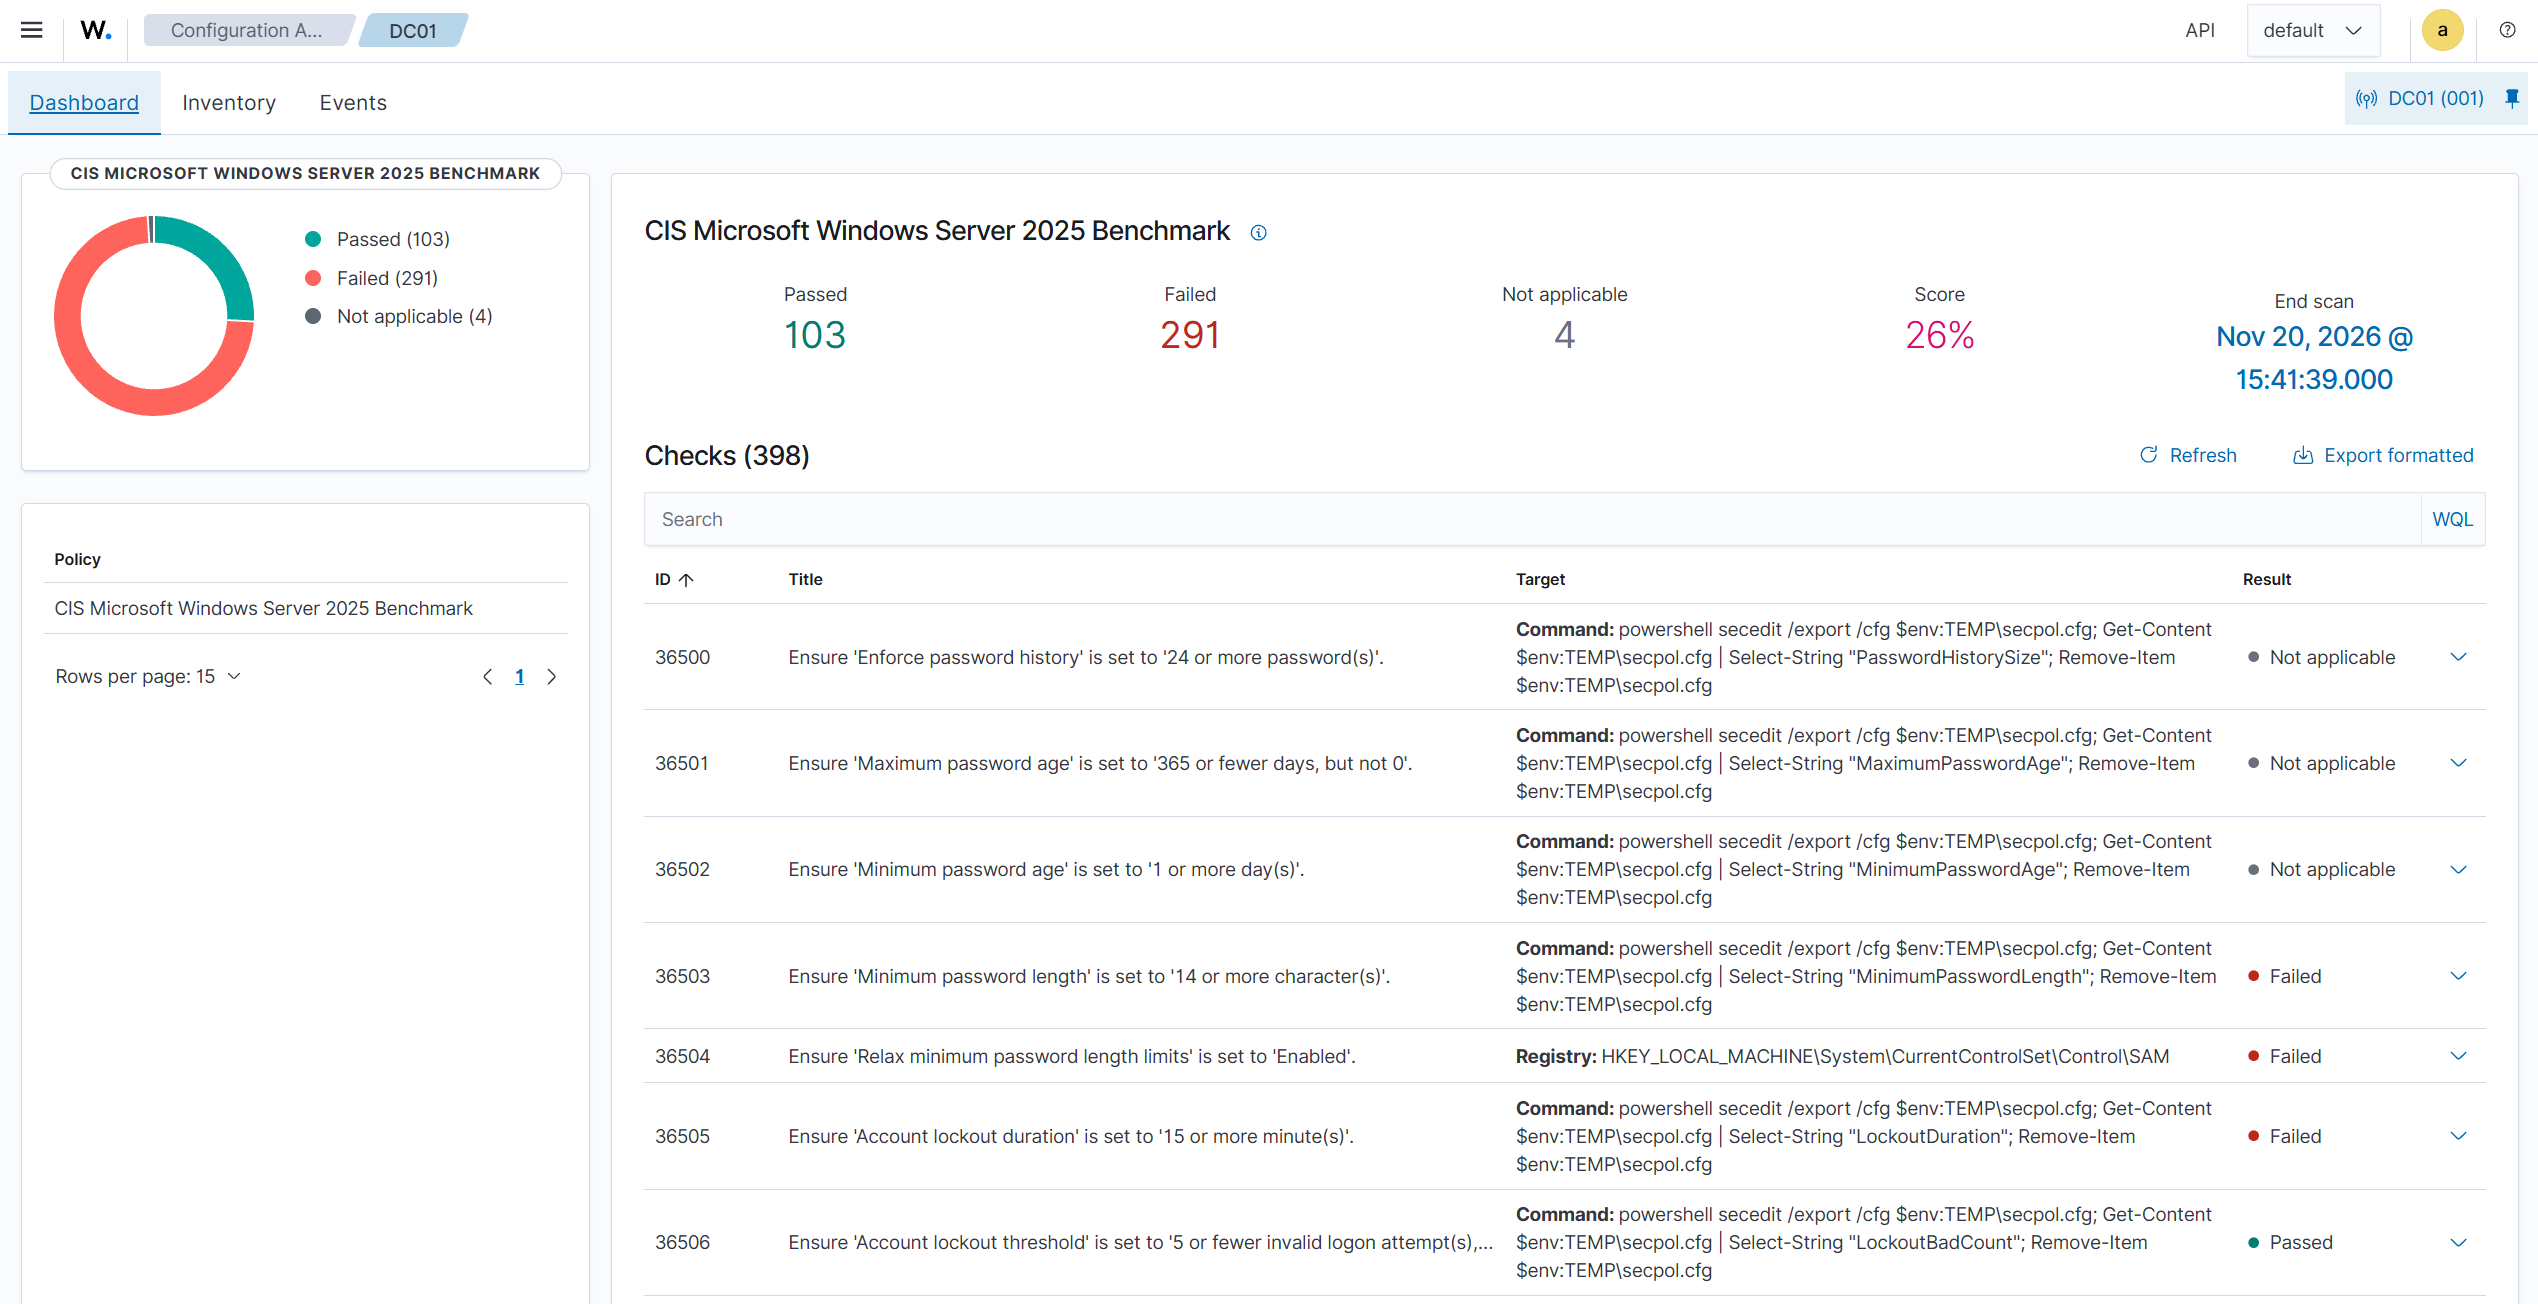 W.
Configuration A...
DC01
API
default
a
Dashboard
Inventory
Events
DC01 (001)
CIS MICROSOFT WINDOWS SERVER 2025 BENCHMARK
Passed (103)
Failed (291)
Not applicable (4)
Policy
CIS Microsoft Windows Server 2025 Benchmark
Rows per page: 15
1
CIS Microsoft Windows Server 2025 Benchmark
Passed
103
Failed
291
Not applicable
4
Score
26%
End scan
Nov 20, 2026 @
15:41:39.000
Checks (398)
Refresh
Export formatted
Search
WQL
ID
Title
Target
Result
36500
Ensure 'Enforce password history' is set to '24 or more password(s)'.
Command: powershell secedit /export /cfg $env:TEMP\secpol.cfg; Get-Content
$env:TEMP\secpol.cfg | Select-String "PasswordHistorySize"; Remove-Item
$env:TEMP\secpol.cfg
Not applicable
36501
Ensure 'Maximum password age' is set to '365 or fewer days, but not 0'.
Command: powershell secedit /export /cfg $env:TEMP\secpol.cfg; Get-Content
$env:TEMP\secpol.cfg | Select-String "MaximumPasswordAge"; Remove-Item
$env:TEMP\secpol.cfg
Not applicable
36502
Ensure 'Minimum password age' is set to '1 or more day(s)'.
Command: powershell secedit /export /cfg $env:TEMP\secpol.cfg; Get-Content
$env:TEMP\secpol.cfg | Select-String "MinimumPasswordAge"; Remove-Item
$env:TEMP\secpol.cfg
Not applicable
36503
Ensure 'Minimum password length' is set to '14 or more character(s)'.
Command: powershell secedit /export /cfg $env:TEMP\secpol.cfg; Get-Content
$env:TEMP\secpol.cfg | Select-String "MinimumPasswordLength"; Remove-Item
$env:TEMP\secpol.cfg
Failed
36504
Ensure 'Relax minimum password length limits' is set to 'Enabled'.
Registry: HKEY_LOCAL_MACHINE\System\CurrentControlSet\Control\SAM
Failed
36505
Ensure 'Account lockout duration' is set to '15 or more minute(s)'.
Command: powershell secedit /export /cfg $env:TEMP\secpol.cfg; Get-Content
$env:TEMP\secpol.cfg | Select-String "LockoutDuration"; Remove-Item
$env:TEMP\secpol.cfg
Failed
36506
Ensure 'Account lockout threshold' is set to '5 or fewer invalid logon attempt(s),...
Command: powershell secedit /export /cfg $env:TEMP\secpol.cfg; Get-Content
$env:TEMP\secpol.cfg | Select-String "LockoutBadCount"; Remove-Item
$env:TEMP\secpol.cfg
Passed